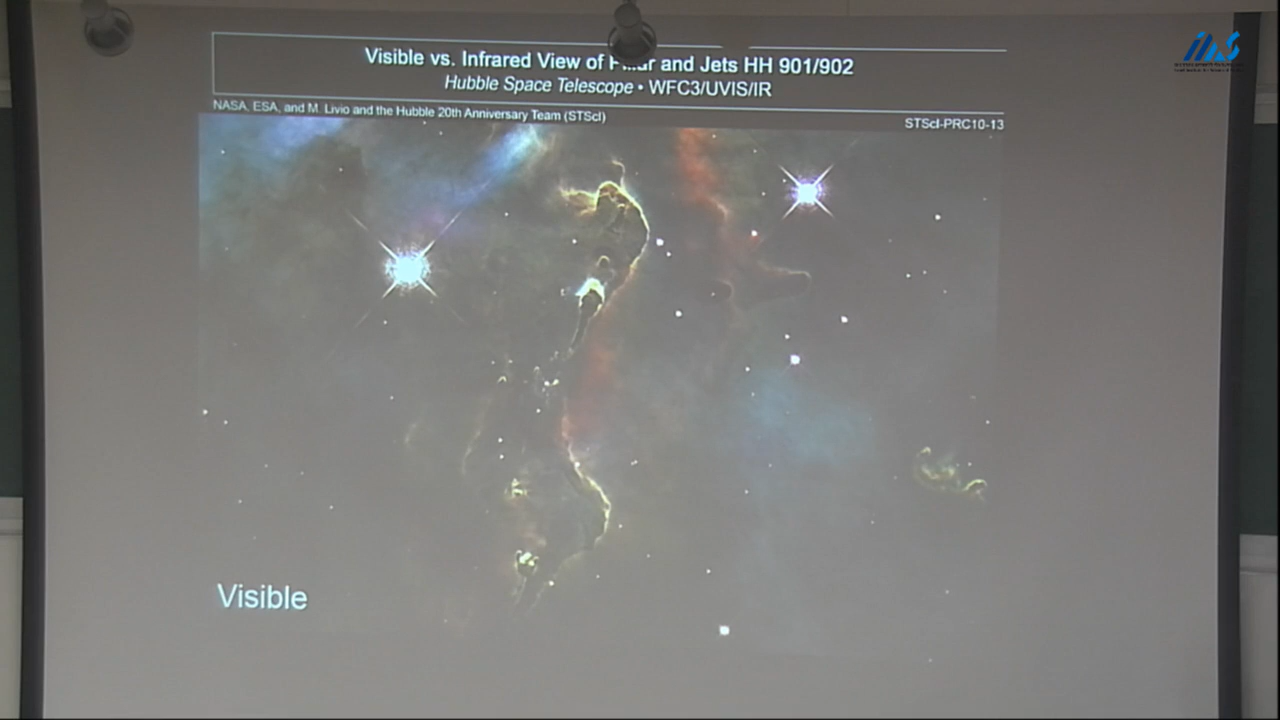 Visible vs. Infrared View of Pillar and Jets HH 901/902
Hubble Space Telescope • WFC3/UVIS/IR
NASA, ESA, and M. Livio and the Hubble 20th Anniversary Team (STScI)
STScI-PRC10-13
Visible